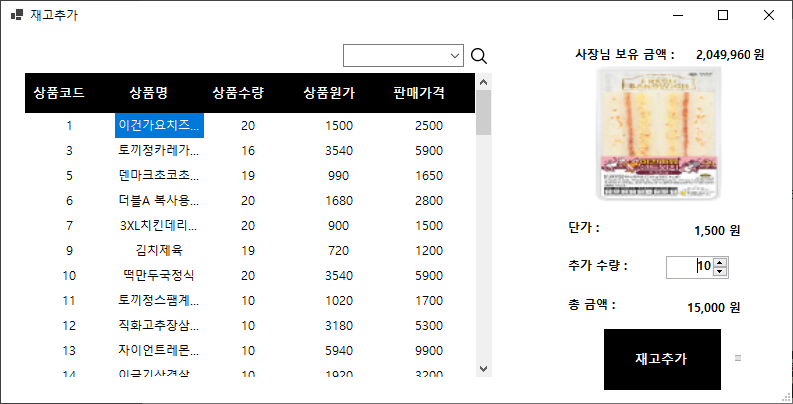 재고추가
사장님 보유 금액 : 2,049,960 원
상품코드 상품명 상품수량 상품원가 판매가격
1 이건가요치즈... 20 1500 2500
3 토끼정카레가... 16 3540 5900
5 덴마크초코초... 19 990 1650
6 더블A 복사용... 20 1680 2800
7 3XL치킨데리... 20 900 1500
9 김치제육 19 720 1200
10 떡만두국정식 20 3540 5900
11 토끼정스팸계... 10 1020 1700
12 직화고추장삼... 10 3180 5300
13 자이언트레몬... 10 5940 9900
14 10 1920 3200
단가 : 1,500 원
추가 수량 : 10
총 금액 : 15,000 원
재고추가